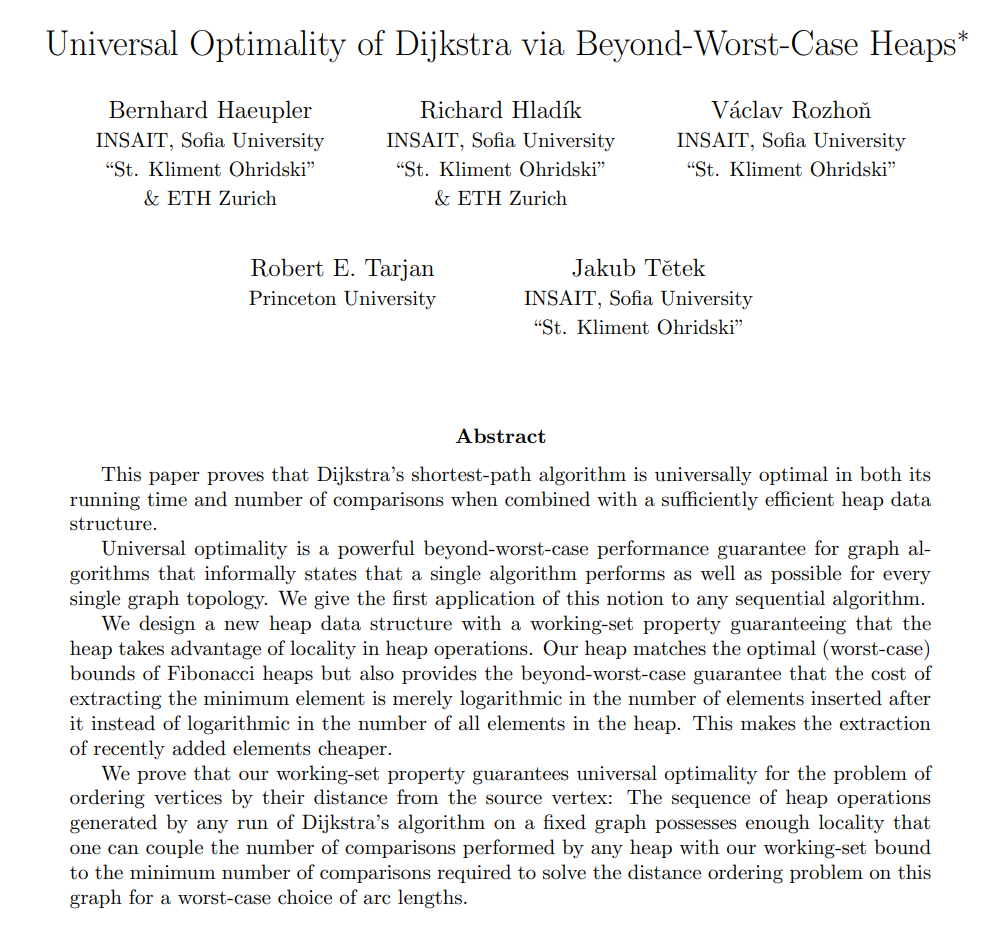 Universal Optimality of Dijkstra via Beyond-Worst-Case Heaps*
Bernhard Haeupler
INSAIT, Sofia University
“St. Kliment Ohridski”
& ETH Zurich
Richard Hladík
INSAIT, Sofia University
“St. Kliment Ohridski”
& ETH Zurich
Václav Rozhoň
INSAIT, Sofia University
“St. Kliment Ohridski”
Robert E. Tarjan
Princeton University
Jakub Tětek
INSAIT, Sofia University
“St. Kliment Ohridski”
Abstract
This paper proves that Dijkstra’s shortest-path algorithm is universally optimal in both its
running time and number of comparisons when combined with a sufficiently efficient heap data
structure.
Universal optimality is a powerful beyond-worst-case performance guarantee for graph al-
gorithms that informally states that a single algorithm performs as well as possible for every
single graph topology. We give the first application of this notion to any sequential algorithm.
We design a new heap data structure with a working-set property guaranteeing that the
heap takes advantage of locality in heap operations. Our heap matches the optimal (worst-case)
bounds of Fibonacci heaps but also provides the beyond-worst-case guarantee that the cost of
extracting the minimum element is merely logarithmic in the number of elements inserted after
it instead of logarithmic in the number of all elements in the heap. This makes the extraction
of recently added elements cheaper.
We prove that our working-set property guarantees universal optimality for the problem of
ordering vertices by their distance from the source vertex: The sequence of heap operations
generated by any run of Dijkstra’s algorithm on a fixed graph possesses enough locality that
one can couple the number of comparisons performed by any heap with our working-set bound
to the minimum number of comparisons required to solve the distance ordering problem on this
graph for a worst-case choice of arc lengths.